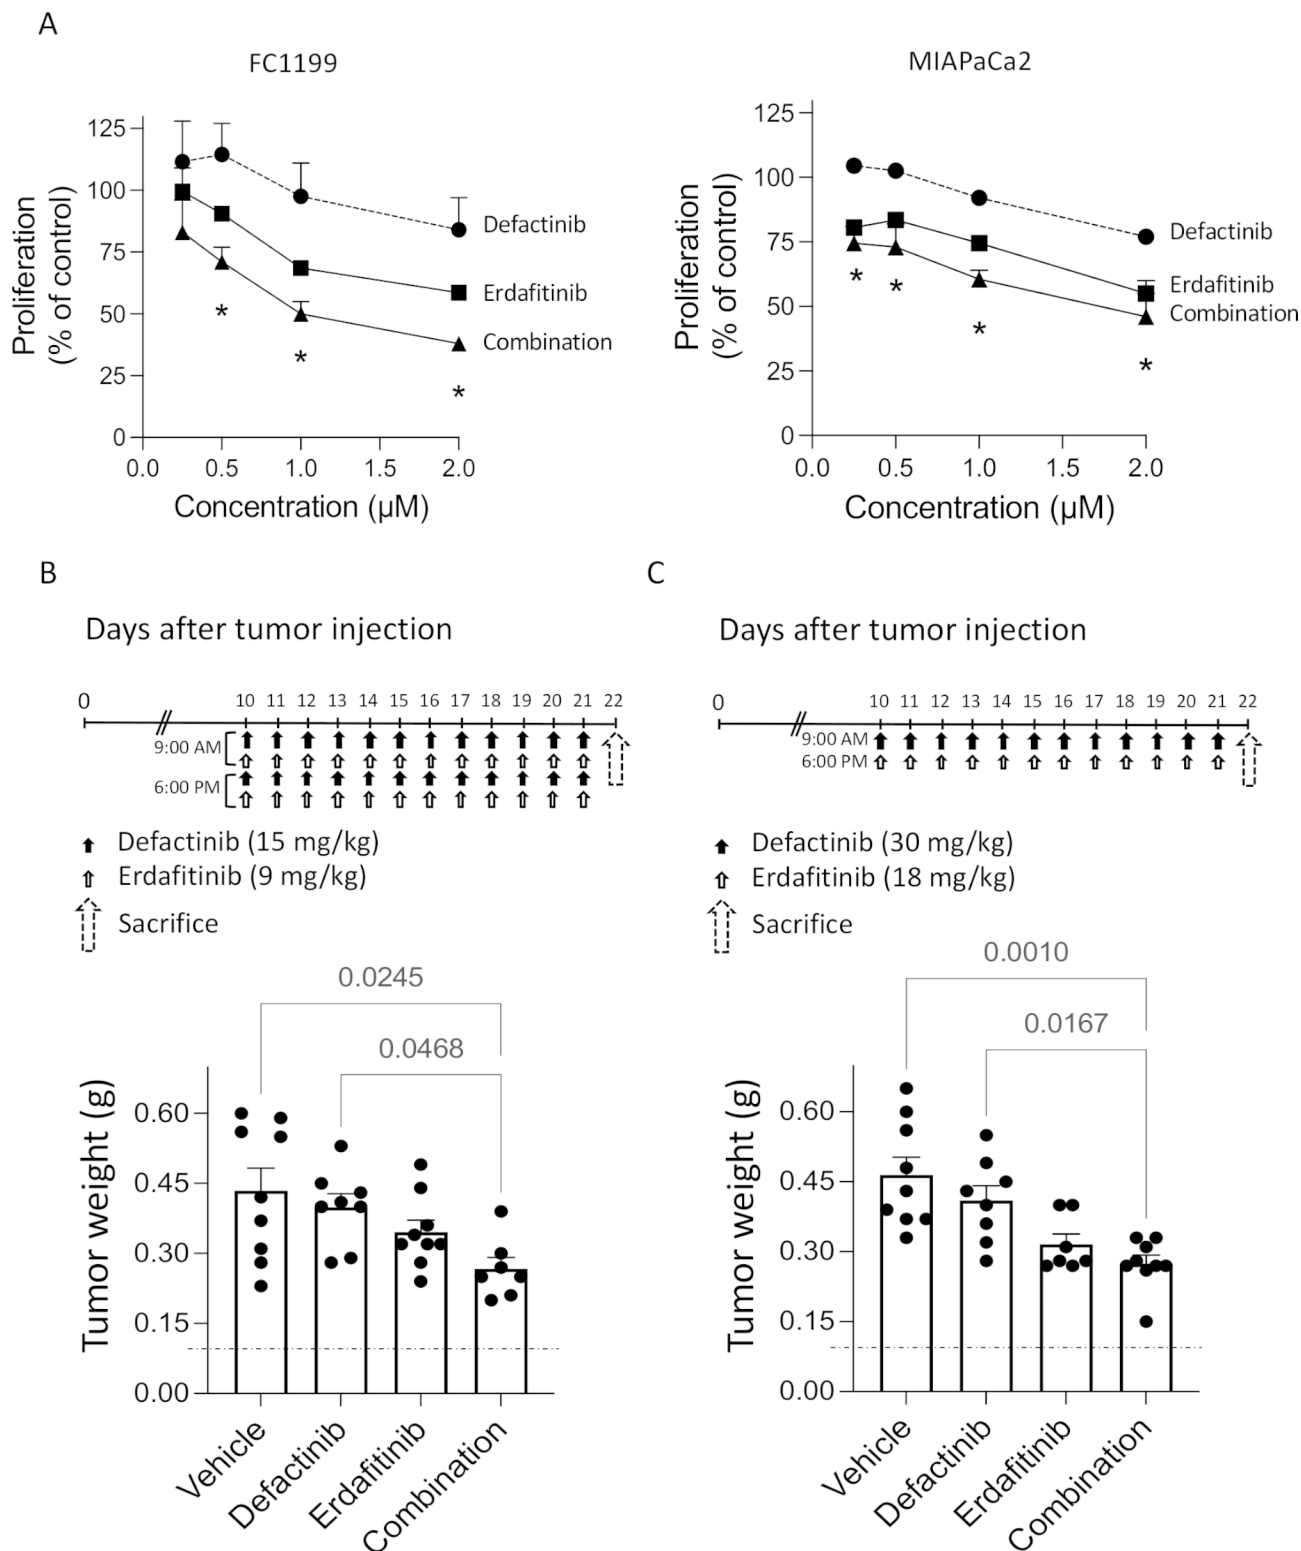 A
FC1199
MIAPaCa2
Proliferation
(% of control)
125
100
75
50
25
0
0.0 0.5 1.0 1.5 2.0
Concentration (µM)
Defactinib
Erdafitinib
Combination
*
*
*
Proliferation
(% of control)
125
100
75
50
25
0
0.0 0.5 1.0 1.5 2.0
Concentration (µM)
Defactinib
Erdafitinib
Combination
*
*
*
*
B
Days after tumor injection
0 10 11 12 13 14 15 16 17 18 19 20 21 22
9:00 AM
6:00 PM
Defactinib (15 mg/kg)
Erdafitinib (9 mg/kg)
Sacrifice
0.0245
0.0468
Tumor weight (g)
0.60
0.45
0.30
0.15
0.00
Vehicle
Defactinib
Erdafitinib
Combination
C
Days after tumor injection
0 10 11 12 13 14 15 16 17 18 19 20 21 22
9:00 AM
6:00 PM
Defactinib (30 mg/kg)
Erdafitinib (18 mg/kg)
Sacrifice
0.0010
0.0167
Tumor weight (g)
0.60
0.45
0.30
0.15
0.00
Vehicle
Defactinib
Erdafitinib
Combination